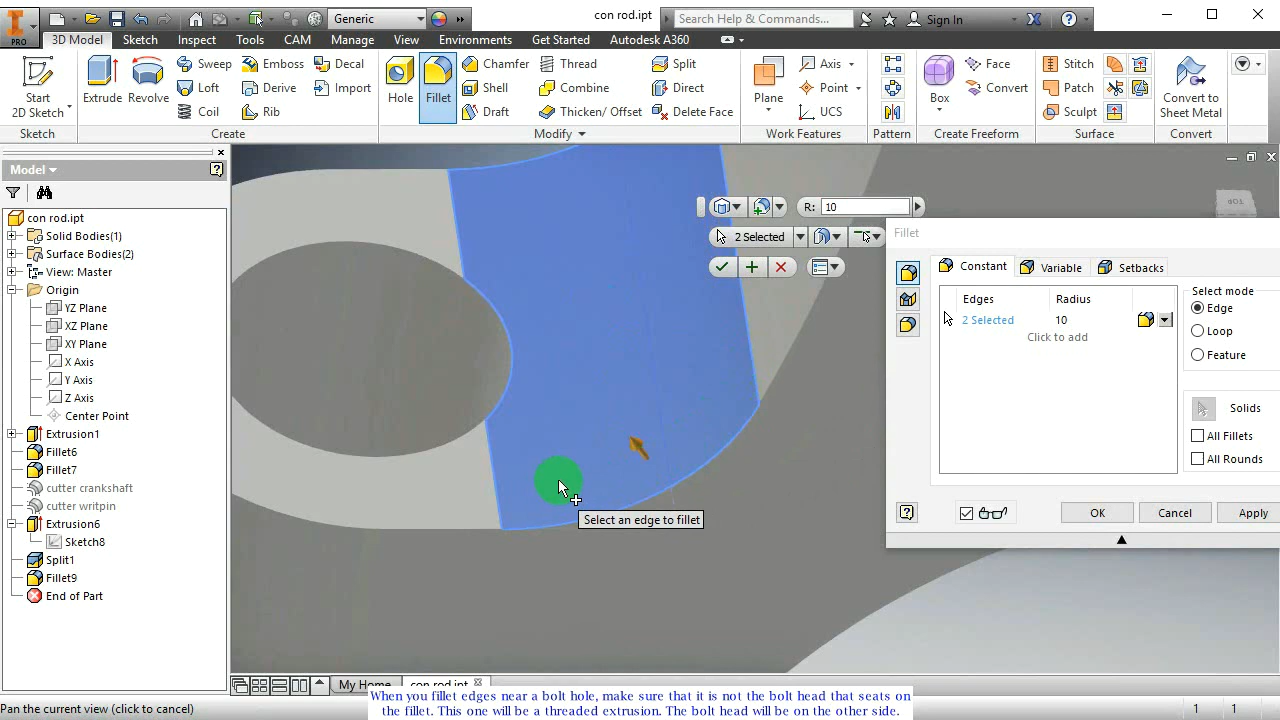 PRO
Generic
con rod.ipt
Search Help & Commands...
Sign In
3D Model
Sketch
Inspect
Tools
CAM
Manage
View
Environments
Get Started
Autodesk A360
Start
2D Sketch
Extrude
Revolve
Sweep
Loft
Coil
Emboss
Derive
Rib
Decal
Import
Hole
Fillet
Chamfer
Shell
Draft
Thread
Combine
Thicken/ Offset
Split
Direct
Delete Face
Plane
Axis
Point
UCS
Box
Face
Convert
Stitch
Patch
Sculpt
Convert to
Sheet Metal
Sketch
Create
Modify
Work Features
Pattern
Create Freeform
Surface
Convert
Model
con rod.ipt
Solid Bodies(1)
Surface Bodies(2)
View: Master
Origin
YZ Plane
XZ Plane
XY Plane
X Axis
Y Axis
Z Axis
Center Point
Extrusion1
Fillet6
Fillet7
cutter crankshaft
cutter writpin
Extrusion6
Sketch8
Split1
Fillet9
End of Part
TOP
R: 10
2 Selected
Fillet
Constant
Variable
Setbacks
Edges Radius
2 Selected 10
Click to add
Select mode
Edge
Loop
Feature
Solids
All Fillets
All Rounds
OK
Cancel
Apply
Select an edge to fillet
My Home
con rod.ipt
When you fillet edges near a bolt hole, make sure that it is not the bolt head that seats on
the fillet. This one will be a threaded extrusion. The bolt head will be on the other side.
Pan the current view (click to cancel)
1 1